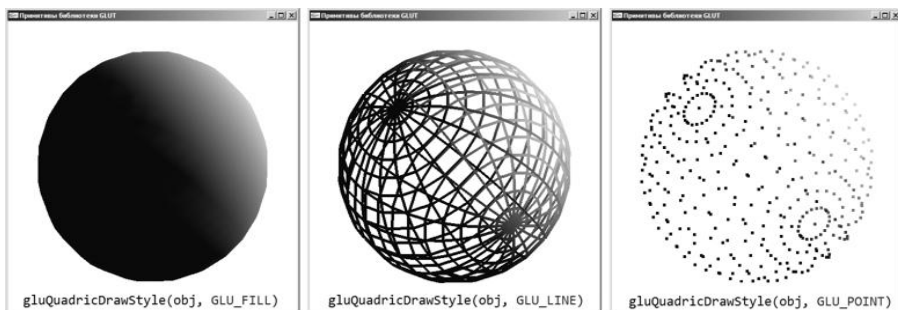 Примитивы библиотеки GLUT
Примитивы библиотеки GLUT
Примитивы библиотеки GLUT
gluQuadricDrawStyle(obj, GLU_FILL)
gluQuadricDrawStyle(obj, GLU_LINE)
gluQuadricDrawStyle(obj, GLU_POINT)